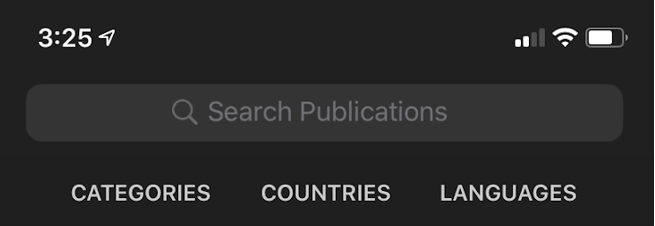 3:25
Search Publications
CATEGORIES COUNTRIES LANGUAGES